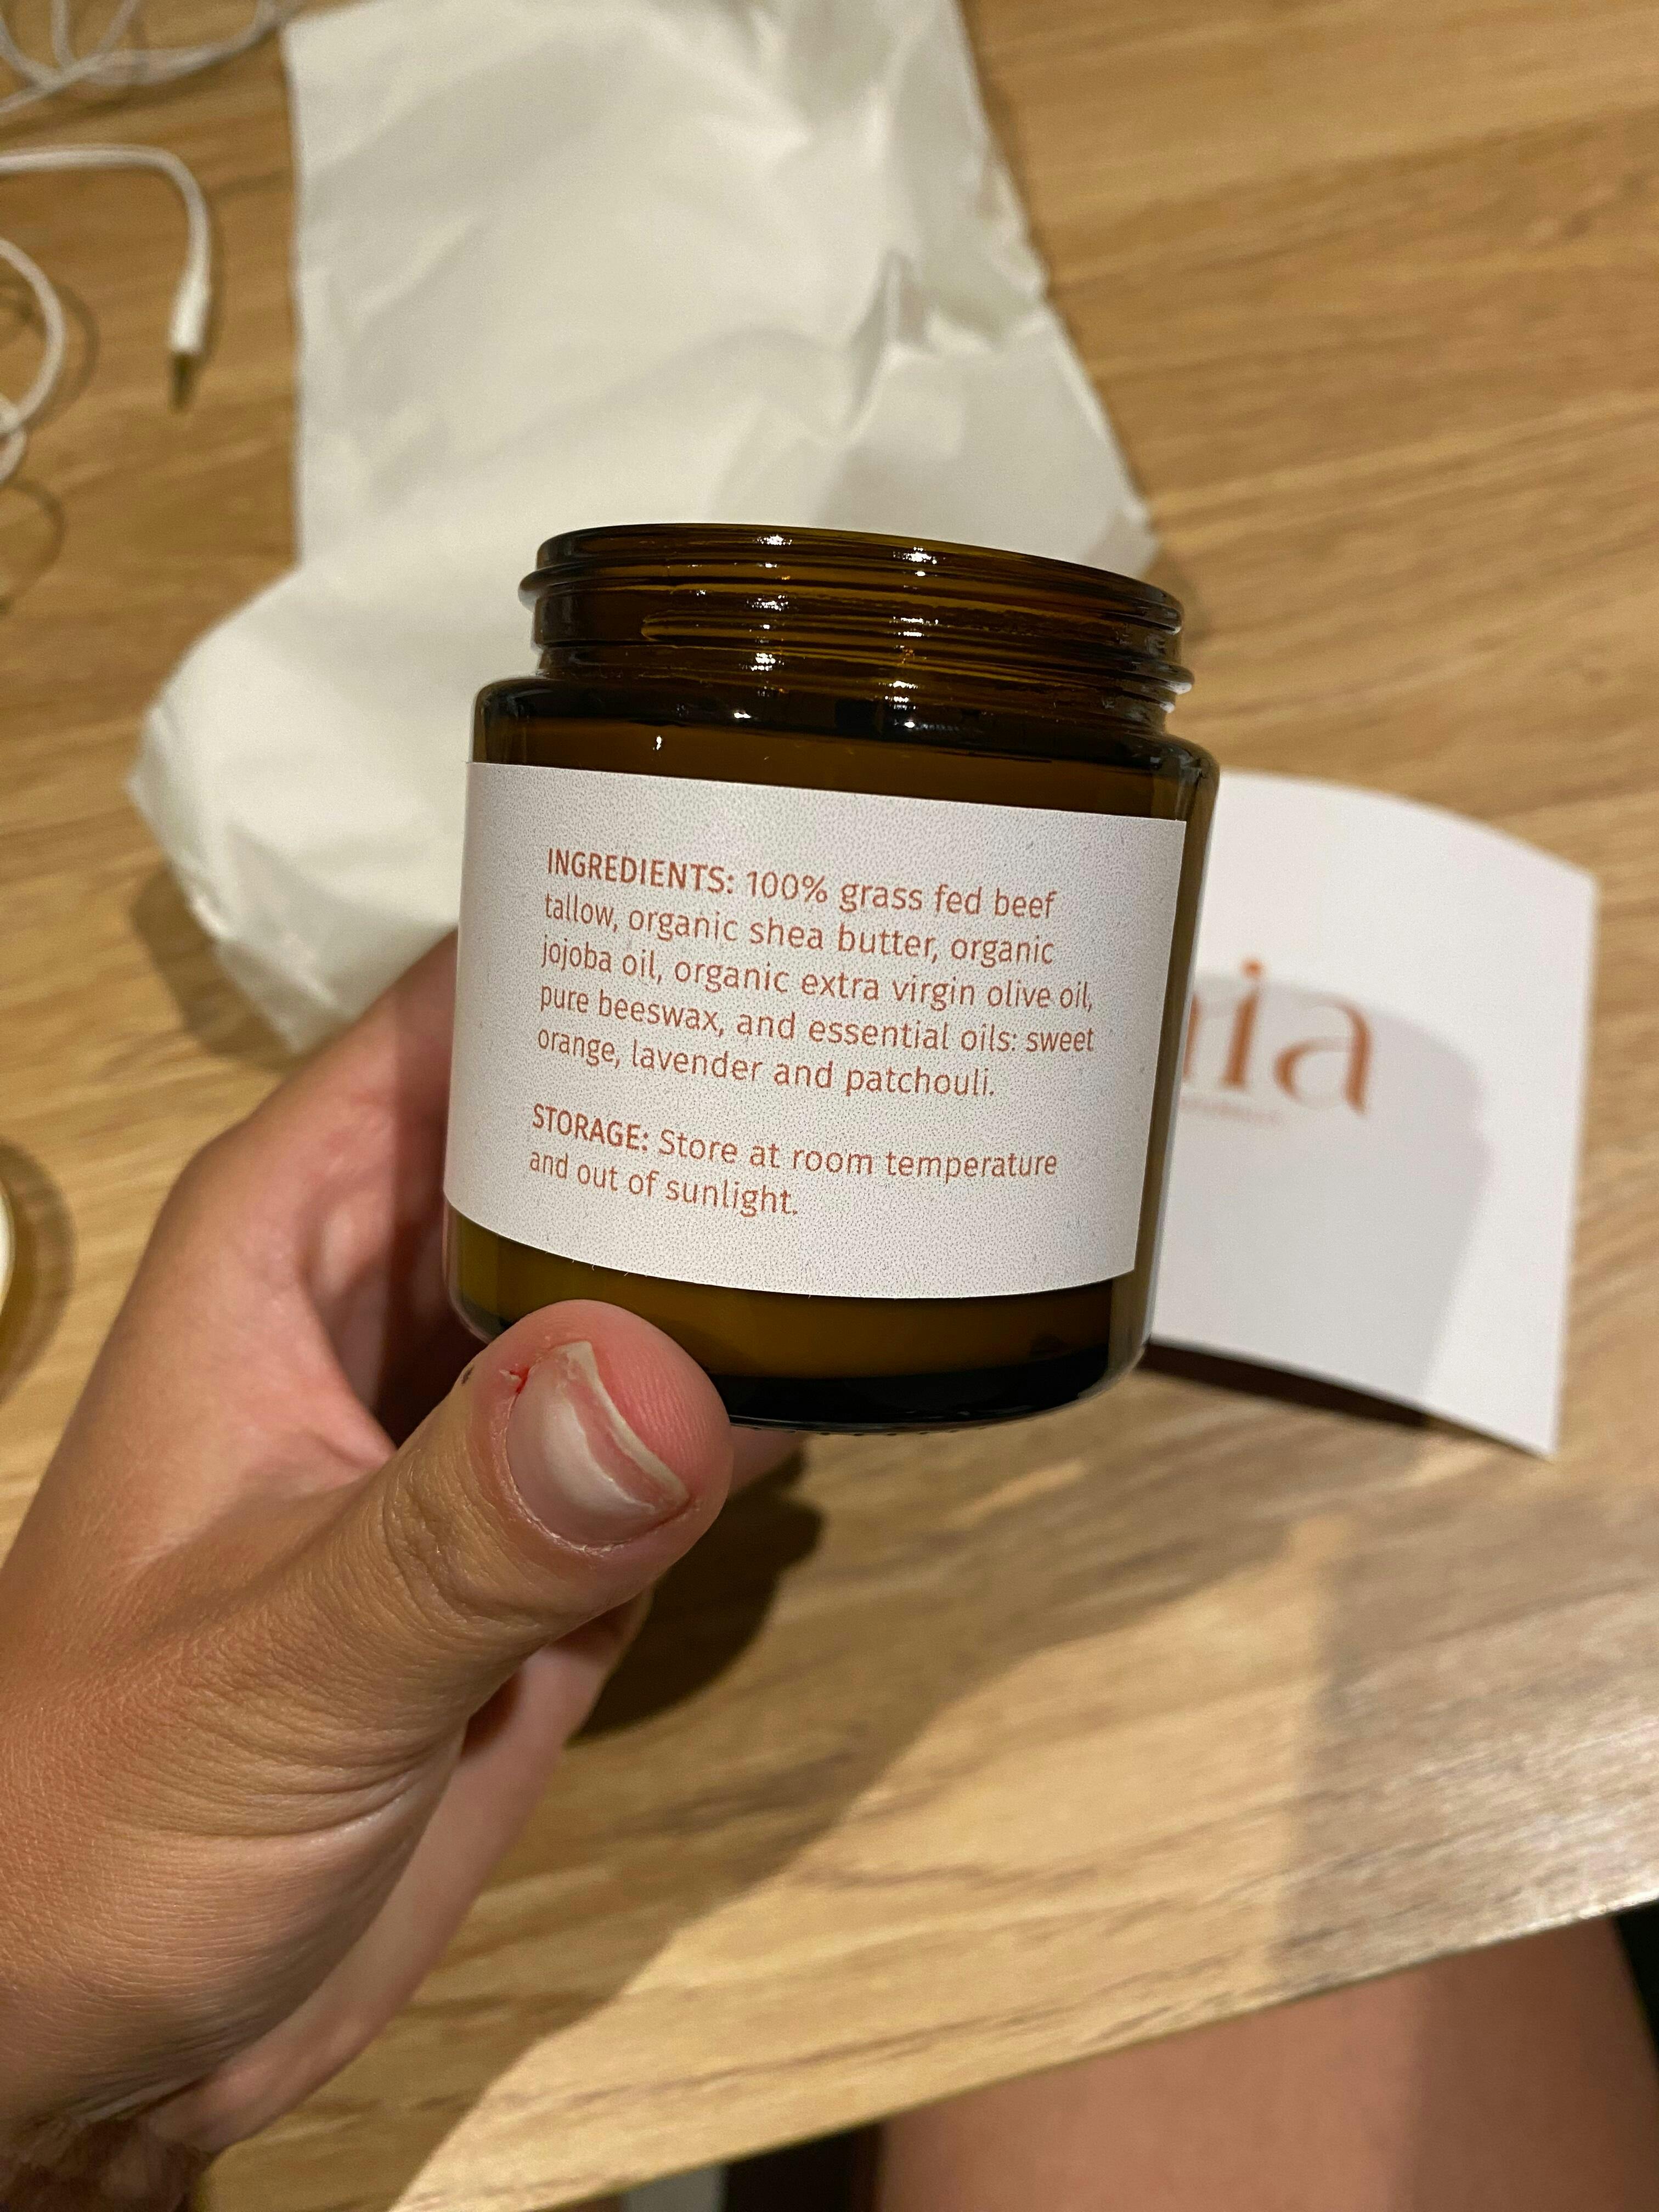 INGREDIENTS: 100% grass fed beef
tallow, organic shea butter, organic
jojoba oil, organic extra virgin olive oil,
pure beeswax, and essential oils: sweet
orange, lavender and patchouli.
STORAGE: Store at room temperature
and out of sunlight.